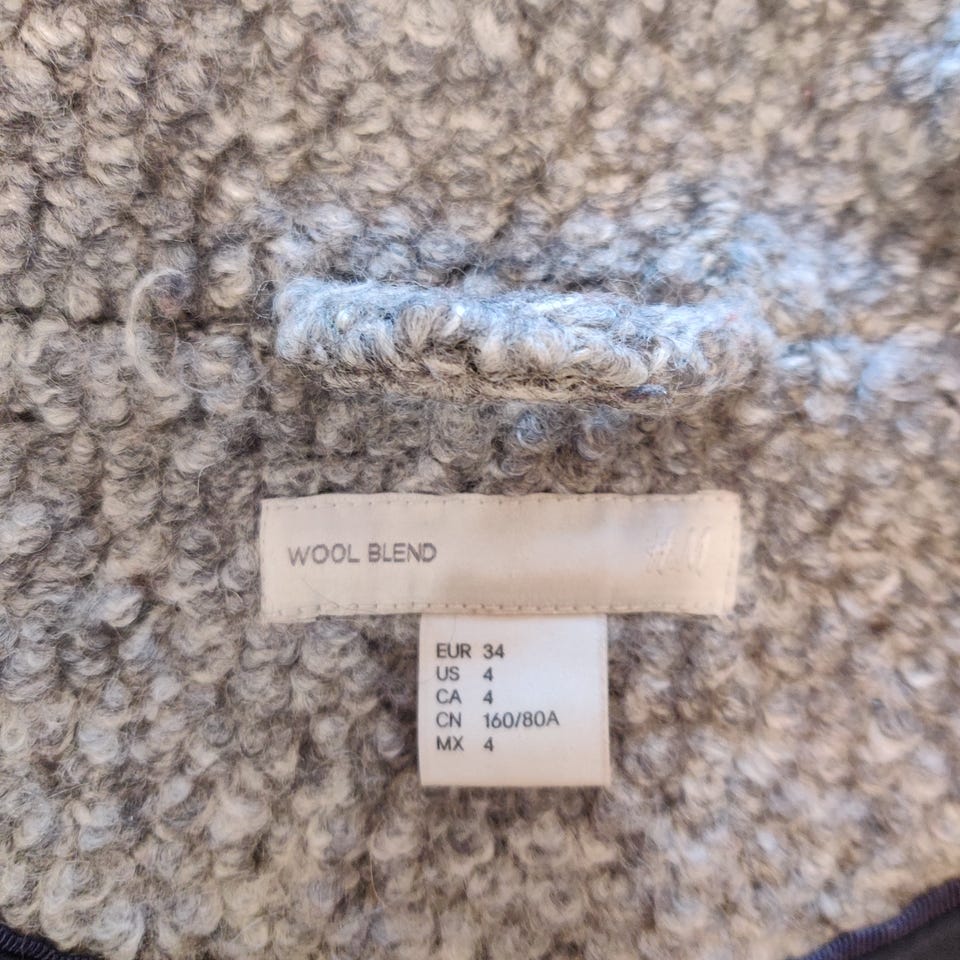 WOOL BLEND
H&M
EUR 34
US 4
CA 4
CN 160/80A
MX 4